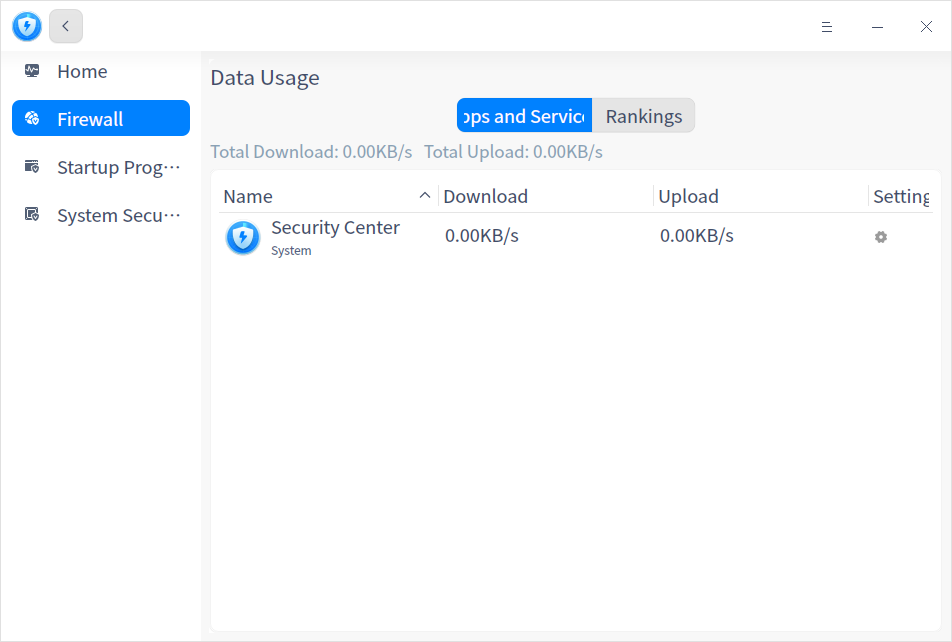 Home
Firewall
Startup Prog···
System Secu···
Data Usage
pps and Servic
Rankings
Total Download: 0.00KB/s Total Upload: 0.00KB/s
Name Download Upload Setting
Security Center 0.00KB/s 0.00KB/s
System